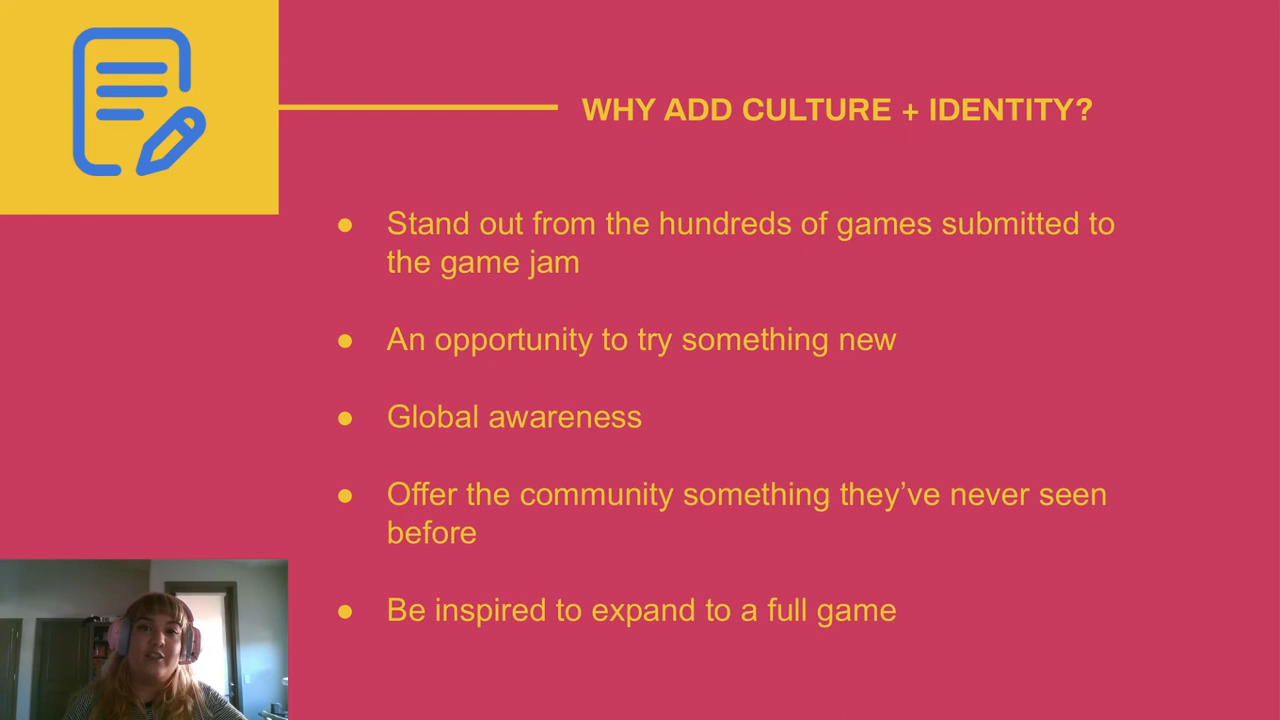 WHY ADD CULTURE + IDENTITY?
● Stand out from the hundreds of games submitted to
the game jam
● An opportunity to try something new
● Global awareness
● Offer the community something they’ve never seen
before
● Be inspired to expand to a full game